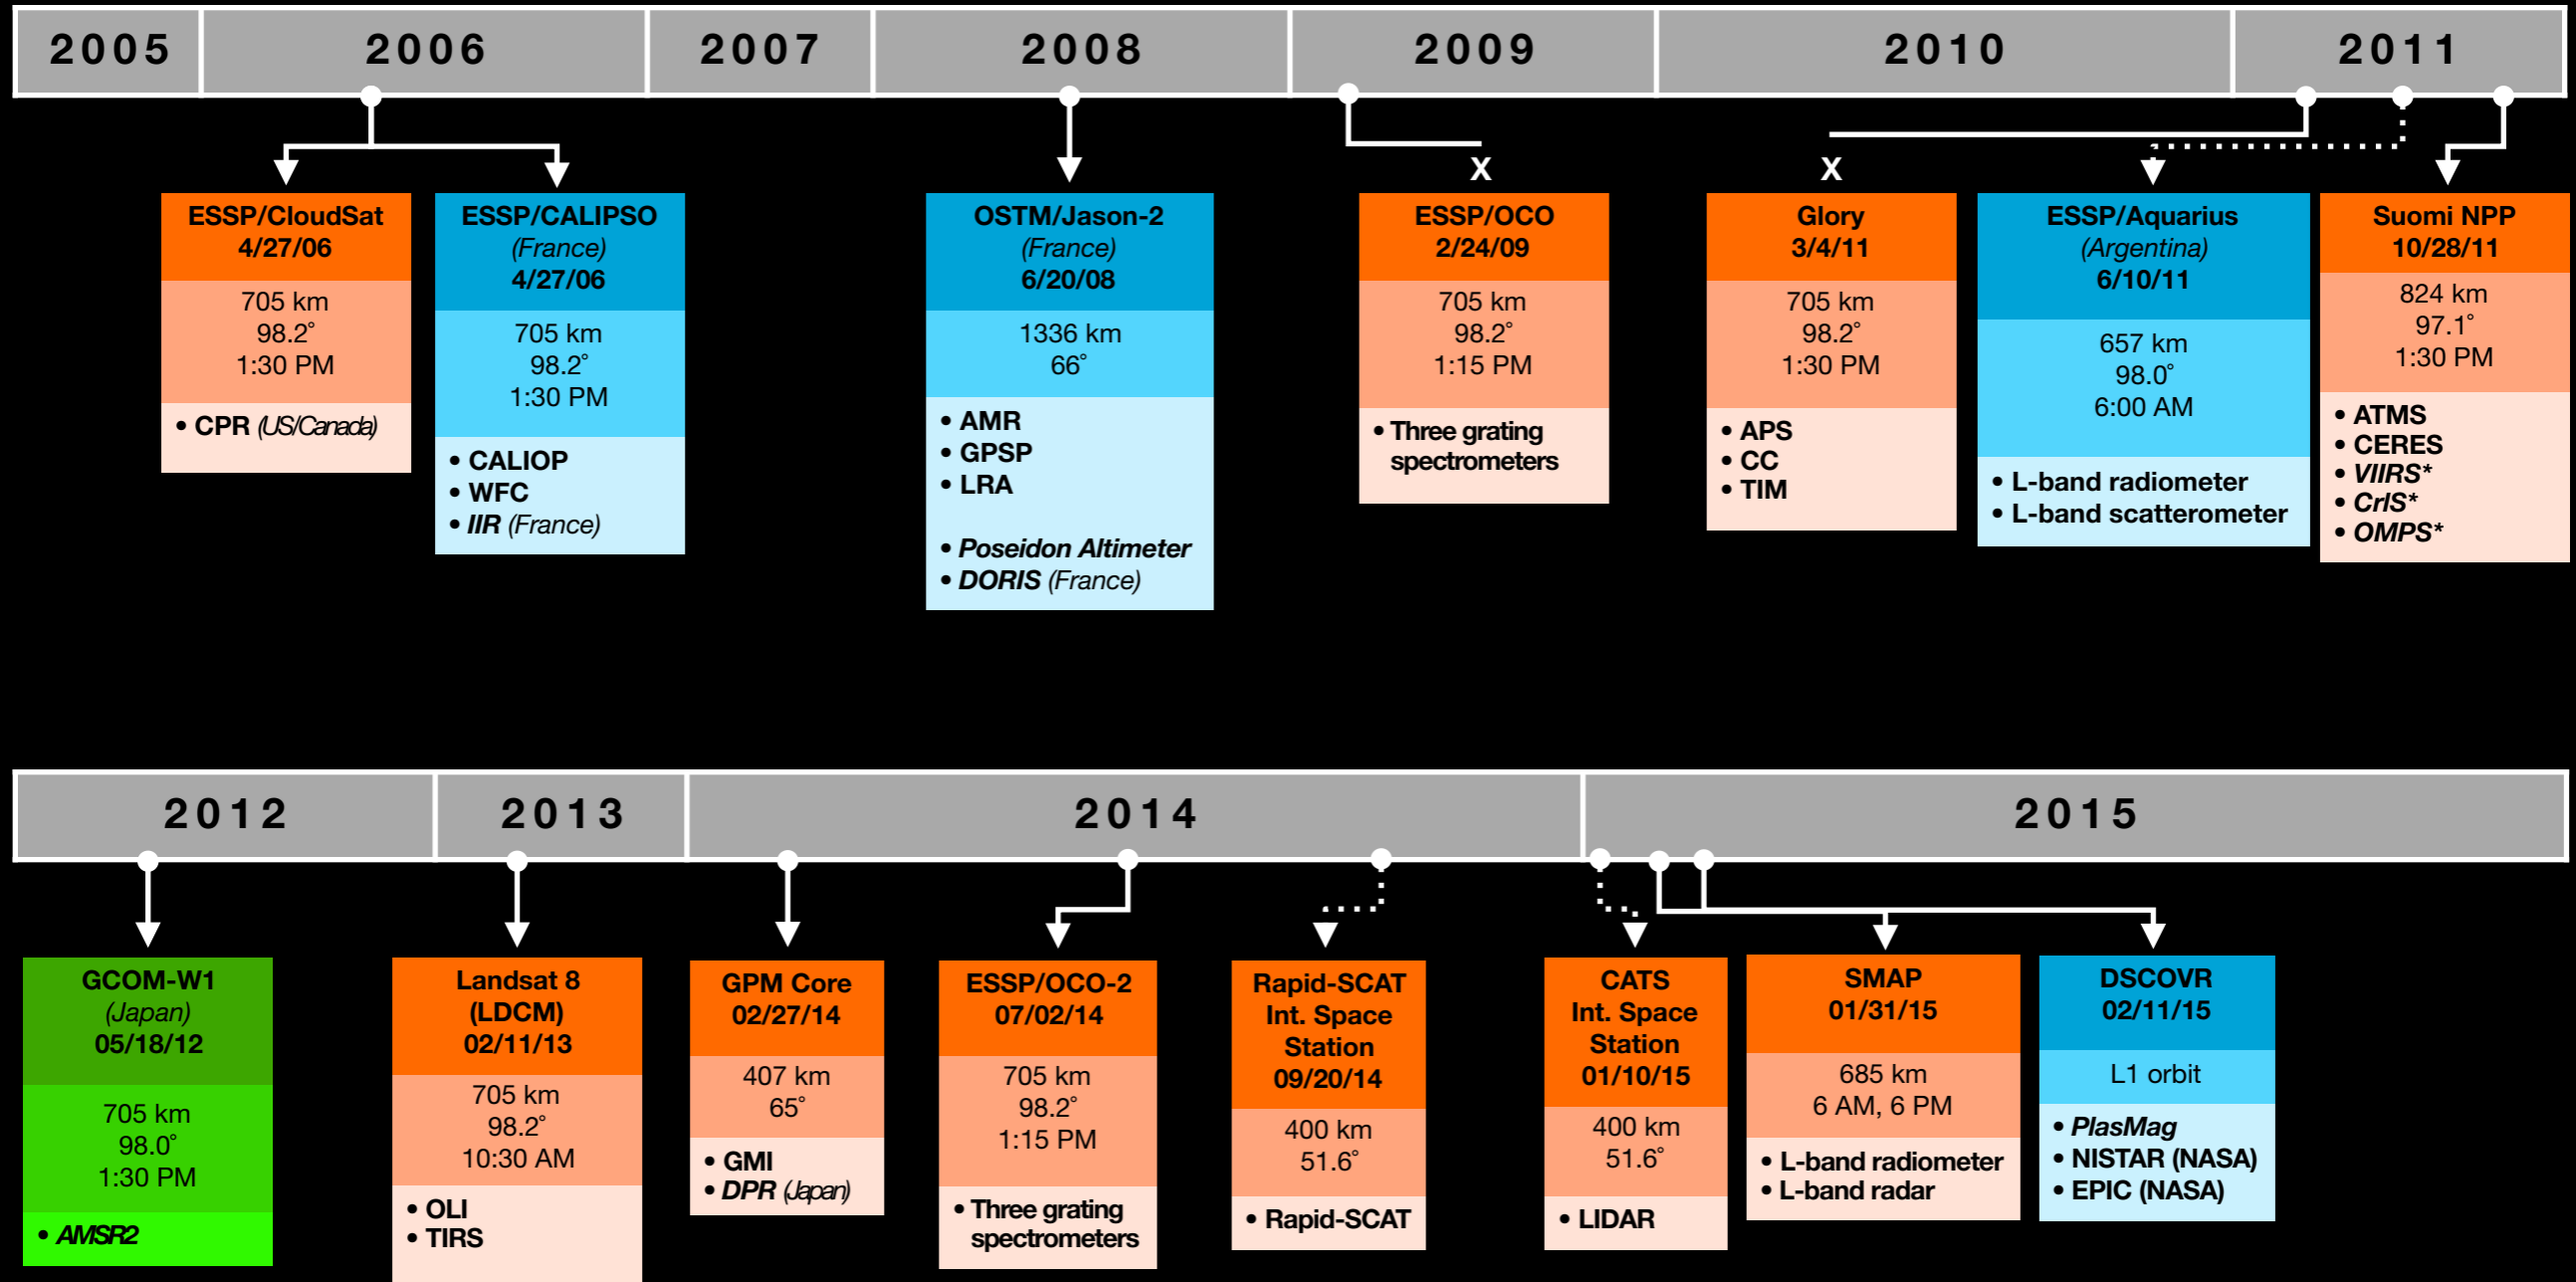 2005 2006 2007 2008 2009 2010 2011
X
X
ESSP/CloudSat
4/27/06
705 km
98.2°
1:30 PM
• CPR (US/Canada)
ESSP/CALIPSO
(France)
4/27/06
705 km
98.2°
1:30 PM
• CALIOP
• WFC
• IIR (France)
OSTM/Jason-2
(France)
6/20/08
1336 km
66°
• AMR
• GPSP
• LRA
• Poseidon Altimeter
• DORIS (France)
ESSP/OCO
2/24/09
705 km
98.2°
1:15 PM
• Three grating
spectrometers
Glory
3/4/11
705 km
98.2°
1:30 PM
• APS
• CC
• TIM
ESSP/Aquarius
(Argentina)
6/10/11
657 km
98.0°
6:00 AM
• L-band radiometer
• L-band scatterometer
Suomi NPP
10/28/11
824 km
97.1°
1:30 PM
• ATMS
• CERES
• VIIRS*
• CrIS*
• OMPS*
2012 2013 2014 2015
GCOM-W1
(Japan)
05/18/12
705 km
98.0°
1:30 PM
• AMSR2
Landsat 8
(LDCM)
02/11/13
705 km
98.2°
10:30 AM
• OLI
• TIRS
GPM Core
02/27/14
407 km
65°
• GMI
• DPR (Japan)
ESSP/OCO-2
07/02/14
705 km
98.2°
1:15 PM
• Three grating
spectrometers
Rapid-SCAT
Int. Space
Station
09/20/14
400 km
51.6°
• Rapid-SCAT
CATS
Int. Space
Station
01/10/15
400 km
51.6°
• LIDAR
SMAP
01/31/15
685 km
6 AM, 6 PM
• L-band radiometer
• L-band radar
DSCOVR
02/11/15
L1 orbit
• PlasMag
• NISTAR (NASA)
• EPIC (NASA)